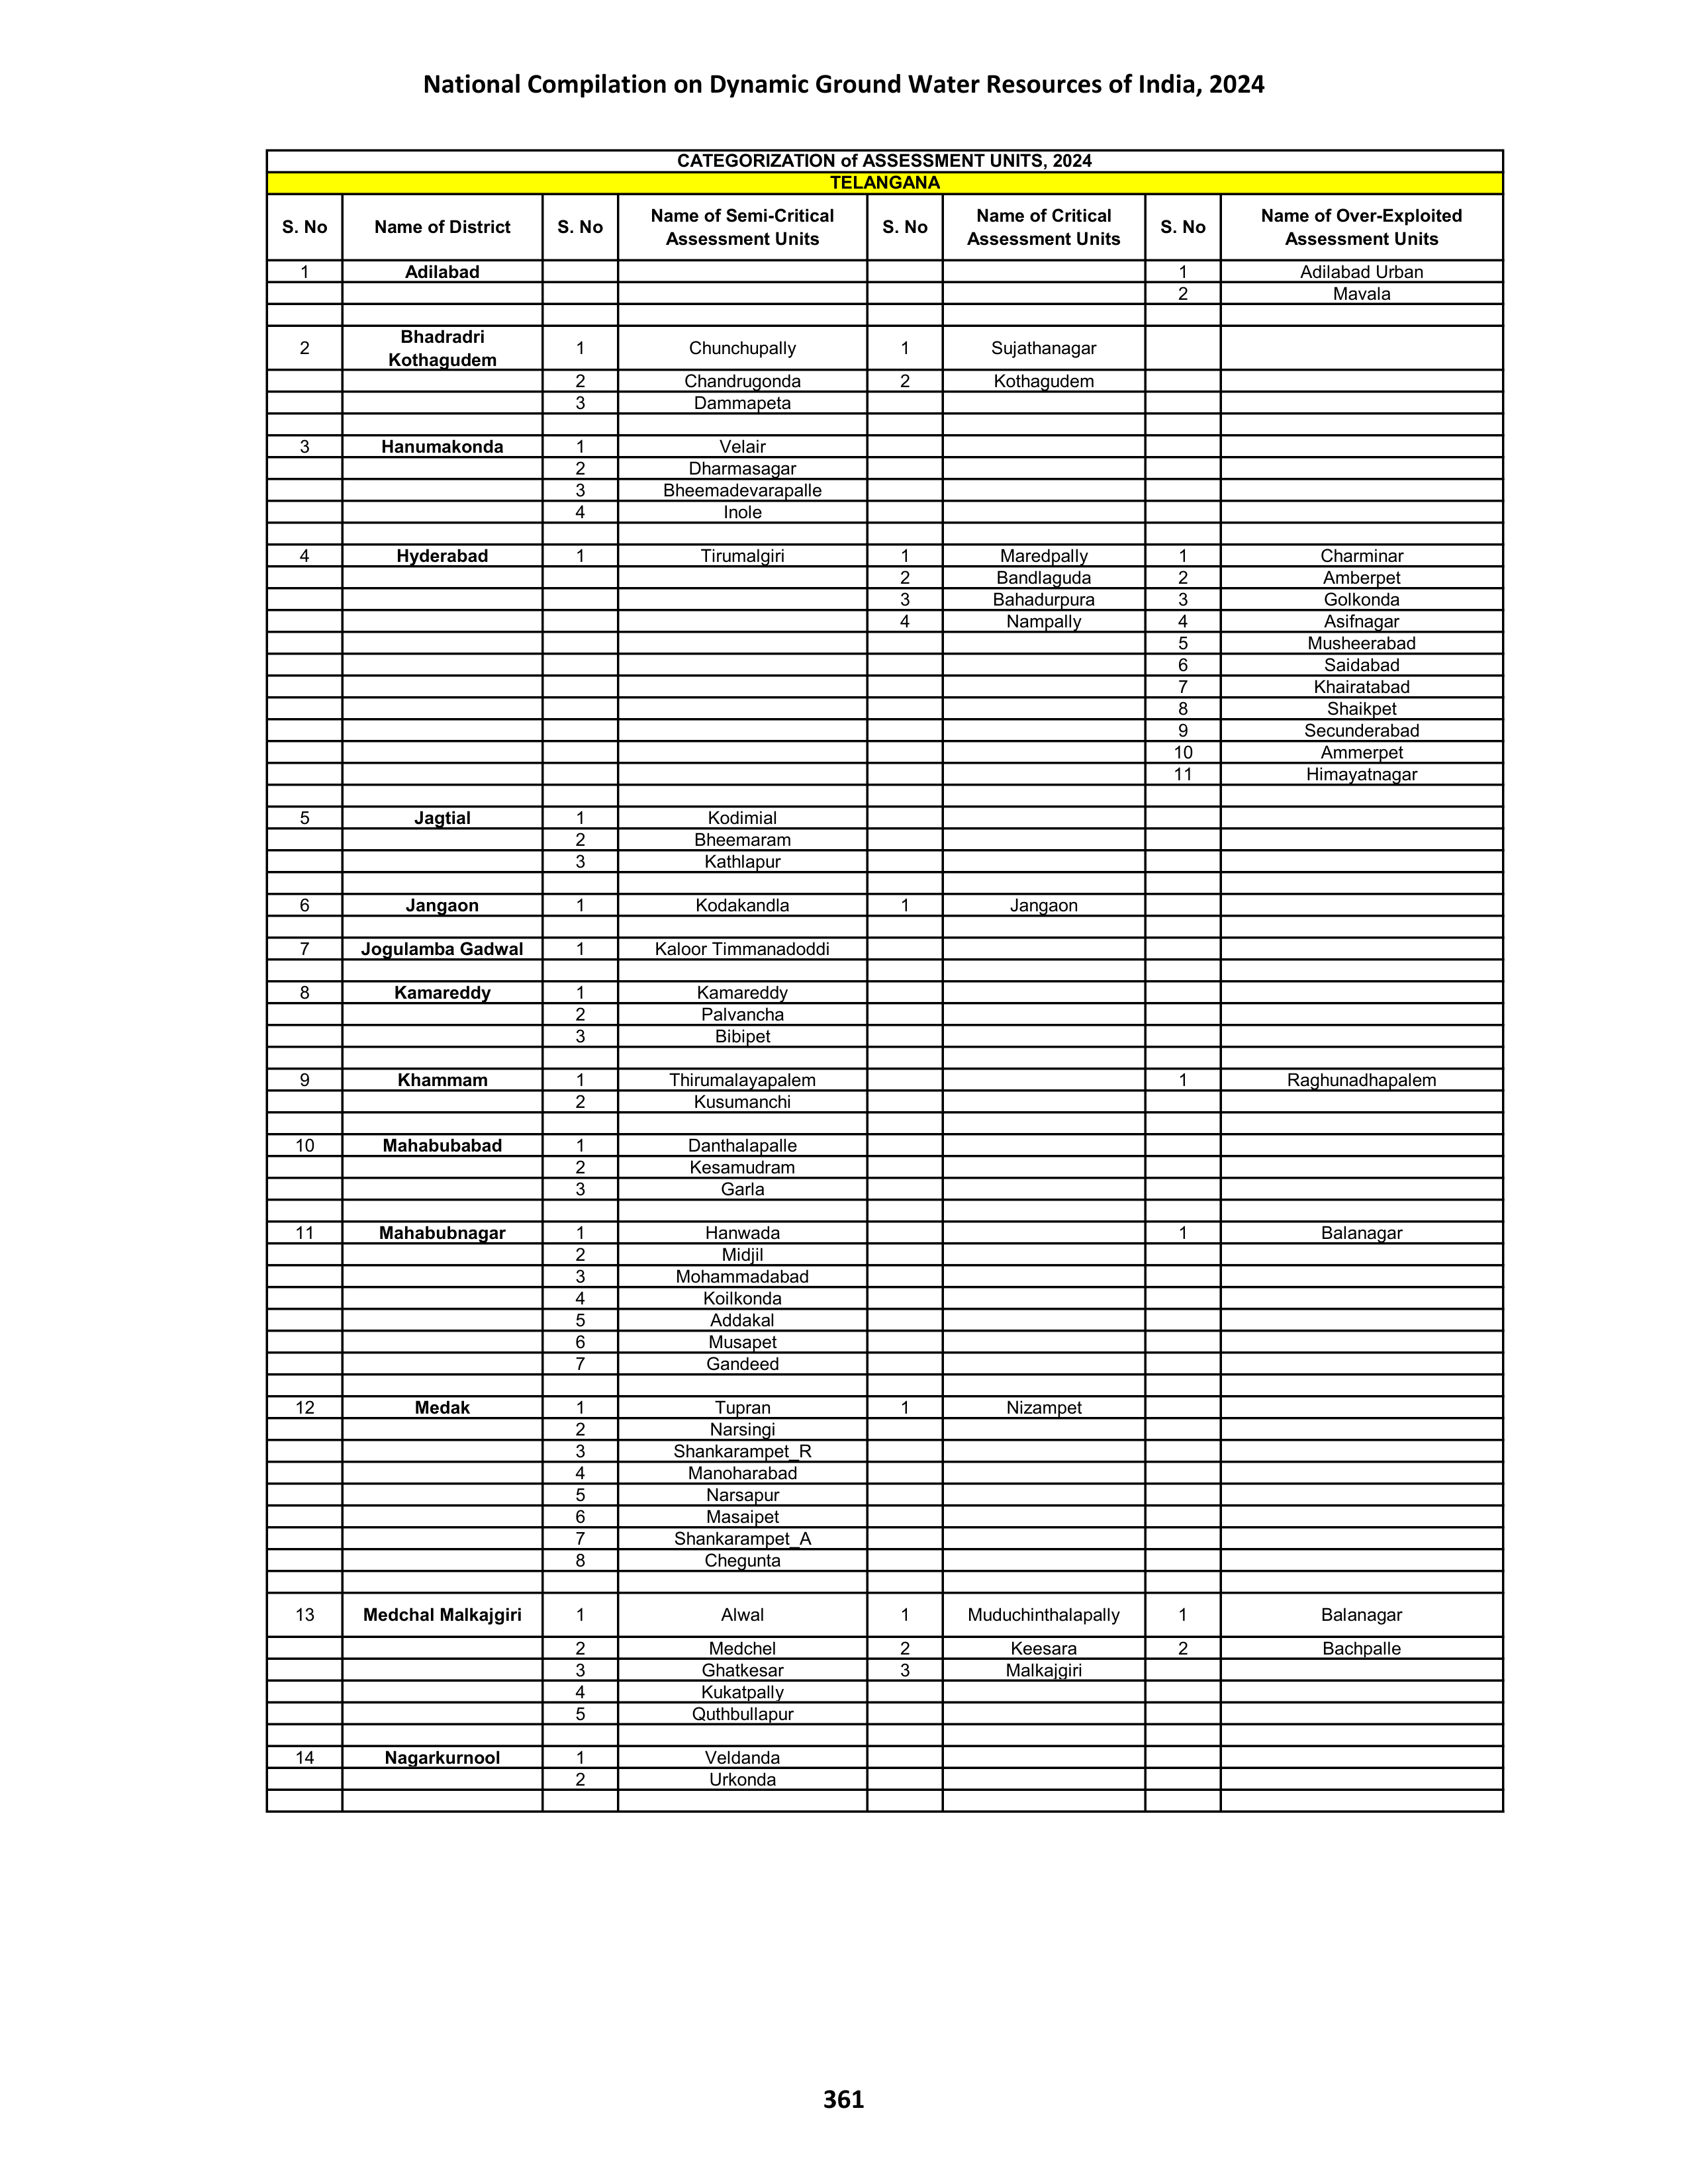 National Compilation on Dynamic Ground Water Resources of India, 2024
CATEGORIZATION of ASSESSMENT UNITS, 2024
TELANGANA
S. No Name of District S. No Name of Semi-Critical Assessment Units S. No Name of Critical Assessment Units S. No Name of Over-Exploited Assessment Units
1 Adilabad 1 Adilabad Urban
2 Mavala
2 Bhadradri Kothagudem 1 Chunchupally 1 Sujathanagar
2 Chandrugonda 2 Kothagudem
3 Dammapeta
3 Hanumakonda 1 Velair
2 Dharmasagar
3 Bheemadevarapalle
4 Inole
4 Hyderabad 1 Tirumalgiri 1 Maredpally 1 Charminar
2 Bandlaguda 2 Amberpet
3 Bahadurpura 3 Golkonda
4 Nampally 4 Asifnagar
5 Musheerabad
6 Saidabad
7 Khairatabad
8 Shaikpet
9 Secunderabad
10 Ammerpet
11 Himayatnagar
5 Jagtial 1 Kodimial
2 Bheemaram
3 Kathlapur
6 Jangaon 1 Kodakandla 1 Jangaon
7 Jogulamba Gadwal 1 Kaloor Timmanadoddi
8 Kamareddy 1 Kamareddy
2 Palvancha
3 Bibipet
9 Khammam 1 Thirumalayapalem 1 Raghunadhapalem
2 Kusumanchi
10 Mahabubabad 1 Danthalapalle
2 Kesamudram
3 Garla
11 Mahabubnagar 1 Hanwada 1 Balanagar
2 Midjil
3 Mohammadabad
4 Koilkonda
5 Addakal
6 Musapet
7 Gandeed
12 Medak 1 Tupran 1 Nizampet
2 Narsingi
3 Shankarampet_R
4 Manoharabad
5 Narsapur
6 Masaipet
7 Shankarampet_A
8 Chegunta
13 Medchal Malkajgiri 1 Alwal 1 Muduchinthalapally 1 Balanagar
2 Medchel 2 Keesara 2 Bachpalle
3 Ghatkesar 3 Malkajgiri
4 Kukatpally
5 Quthbullapur
14 Nagarkurnool 1 Veldanda
2 Urkonda
361